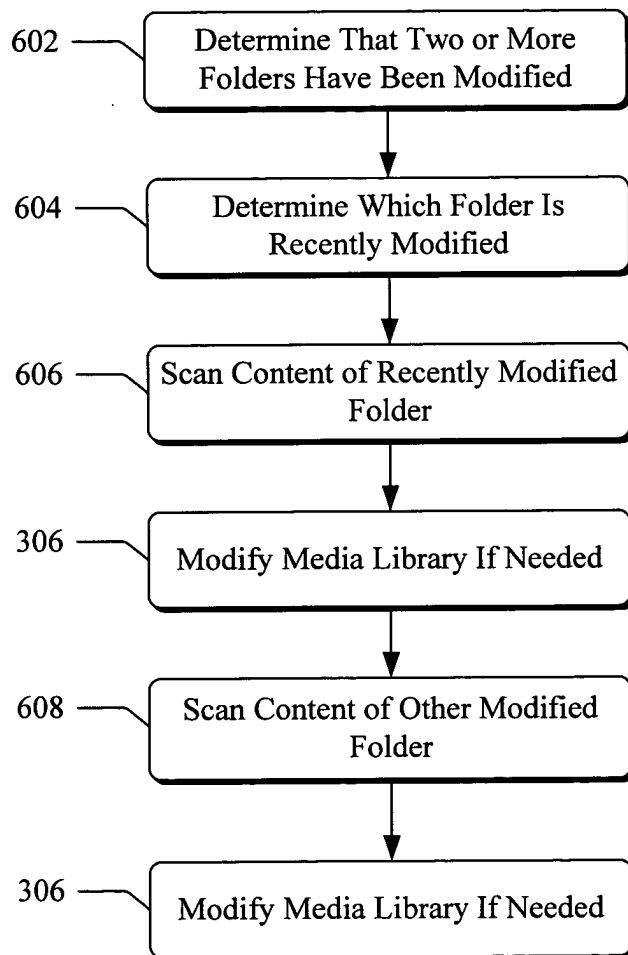 602
Determine That Two or More
Folders Have Been Modified
604
Determine Which Folder Is
Recently Modified
606
Scan Content of Recently Modified
Folder
306
Modify Media Library If Needed
608
Scan Content of Other Modified
Folder
306
Modify Media Library If Needed